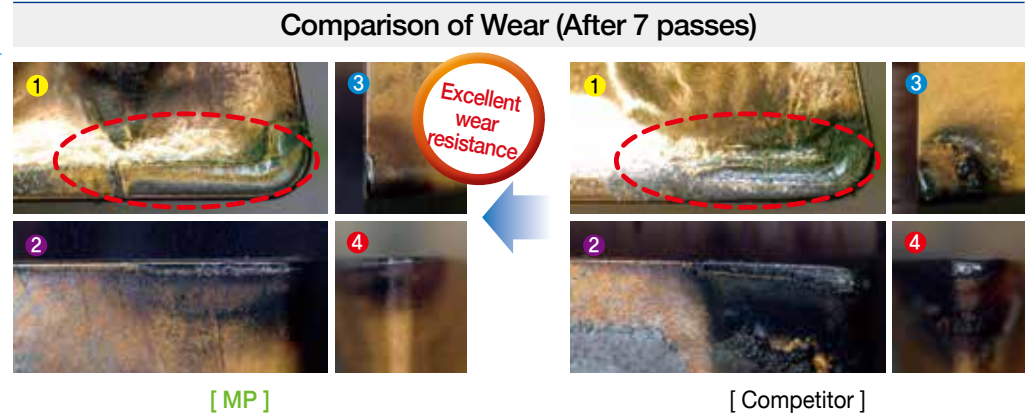 Comparison of Wear (After 7 passes)
1
3
Excellent
wear
resistance
1
3
2
4
2
4
[ MP ]
[ Competitor ]